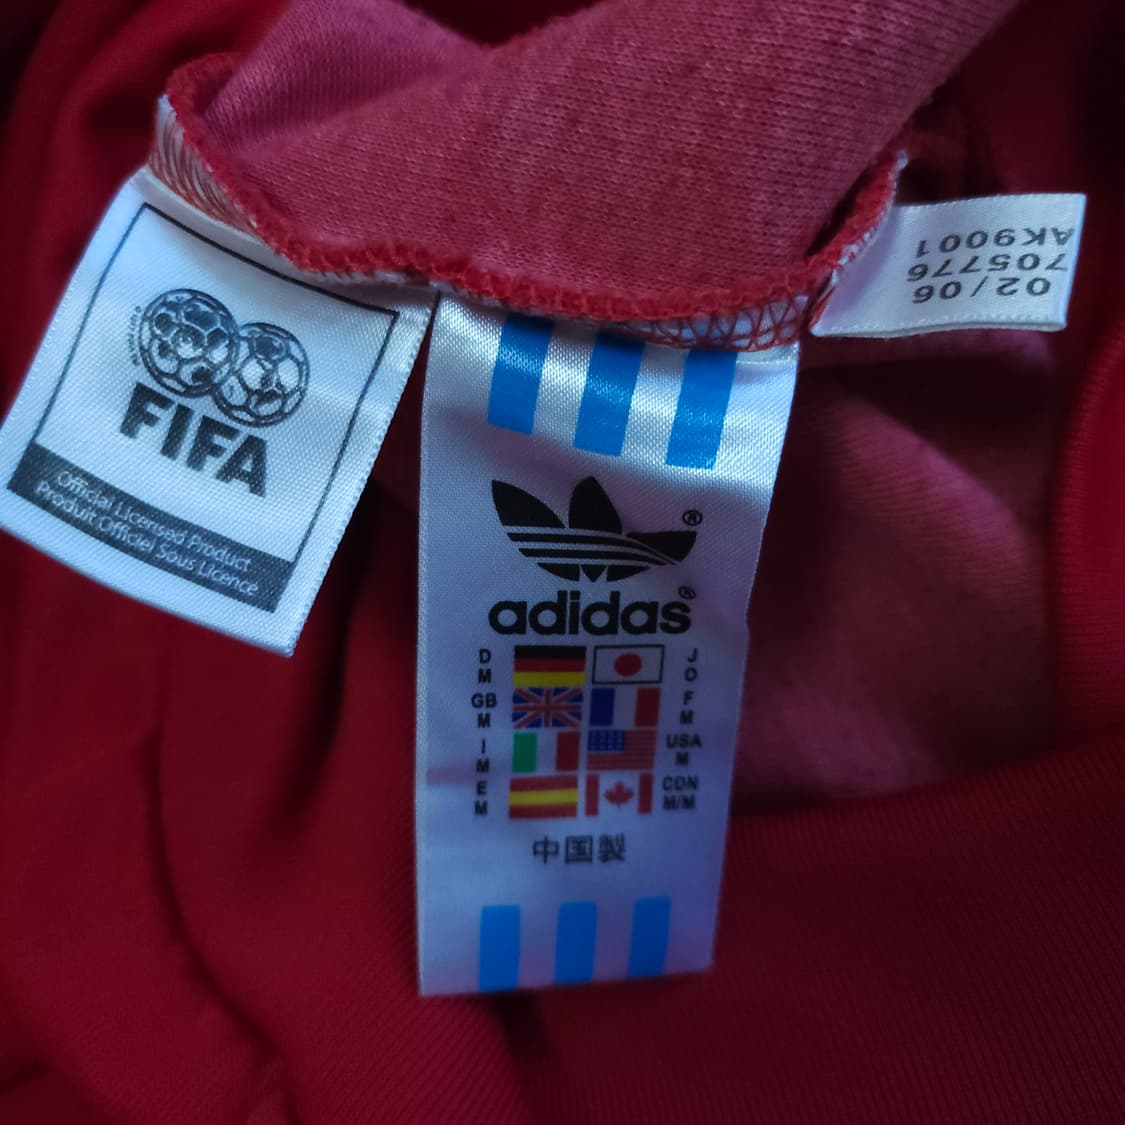 FIFA
Official Licensed Product
Produit Officiel Sous Licence
®
adidas®
D M J O
GB M F M
I M USA M
E M CDN M/M
中国製
02/06
705776
AK9001